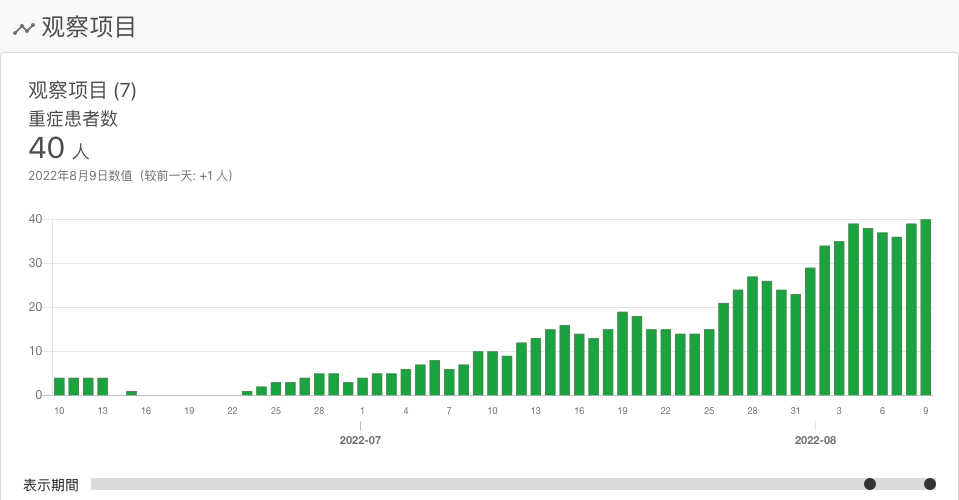 观察项目
观察项目 (7)
重症患者数
40 人
2022年8月9日数值（较前一天: +1 人）
40
30
20
10
0
10 13 16 19 22 25 28 1 4 7 10 13 16 19 22 25 28 31 3 6 9
2022-07 2022-08
表示期間